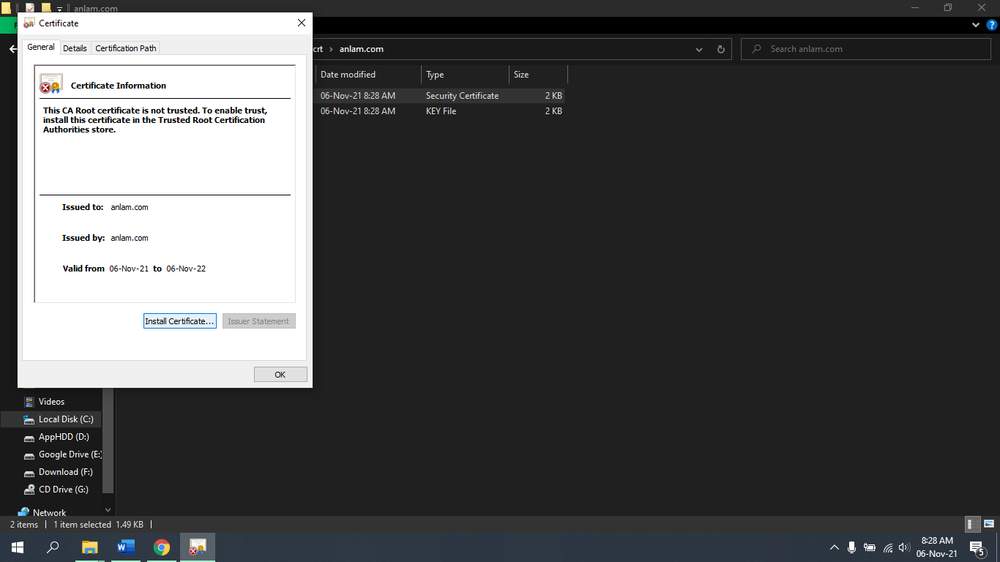 anlam.com
Certificate
General
Details
Certification Path
crt > anlam.com
Search anlam.com
Date modified
Type
Size
06-Nov-21 8:28 AM
Security Certificate
2 KB
06-Nov-21 8:28 AM
KEY File
2 KB
Certificate Information
This CA Root certificate is not trusted. To enable trust,
install this certificate in the Trusted Root Certification
Authorities store.
Issued to: anlam.com
Issued by: anlam.com
Valid from 06-Nov-21 to 06-Nov-22
Install Certificate...
Issuer Statement
OK
Videos
Local Disk (C:)
AppHDD (D:)
Google Drive (E:)
Download (F:)
CD Drive (G:)
Network
2 items
1 item selected 1.49 KB
8:28 AM
06-Nov-21
5